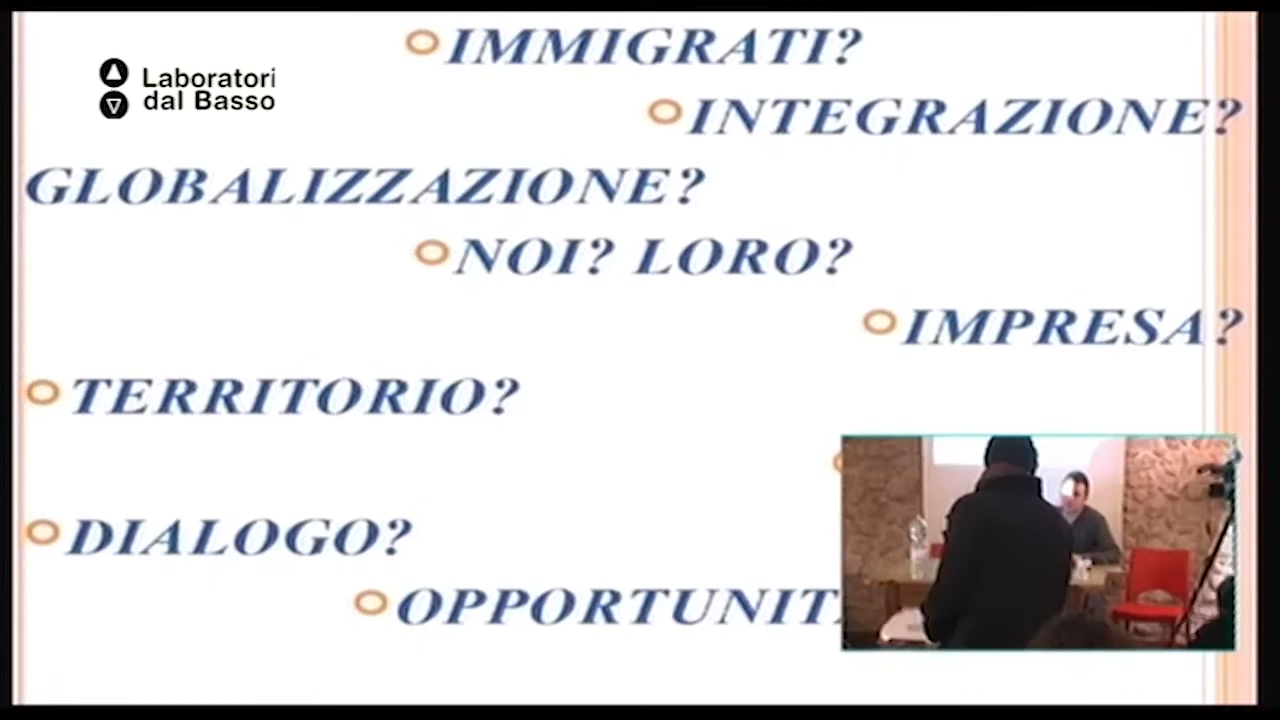 IMMIGRATI?
Laboratori
dal Basso
INTEGRAZIONE?
GLOBALIZZAZIONE?
NOI? LORO?
IMPRESA?
TERRITORIO?
DIALOGO?